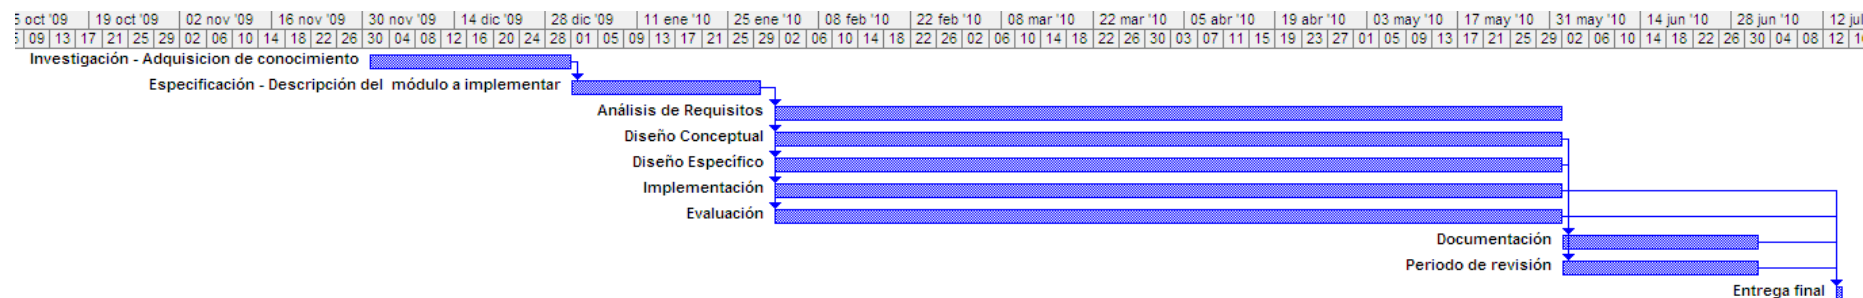 5 oct '09 19 oct '09 02 nov '09 16 nov '09 30 nov '09 14 dic '09 28 dic '09 11 ene '10 25 ene '10 08 feb '10 22 feb '10 08 mar '10 22 mar '10 05 abr '10 19 abr '10 03 may '10 17 may '10 31 may '10 14 jun '10 28 jun '10 12 jul
09 13 17 21 25 29 02 06 10 14 18 22 26 30 04 08 12 16 20 24 28 01 05 09 13 17 21 25 29 02 06 10 14 18 22 26 02 06 10 14 18 22 26 30 03 07 11 15 19 23 27 01 05 09 13 17 21 25 29 02 06 10 14 18 22 26 30 04 08 12
Investigación - Adquisicion de conocimiento
Especificación - Descripción del módulo a implementar
Análisis de Requisitos
Diseño Conceptual
Diseño Específico
Implementación
Evaluación
Documentación
Periodo de revisión
Entrega final